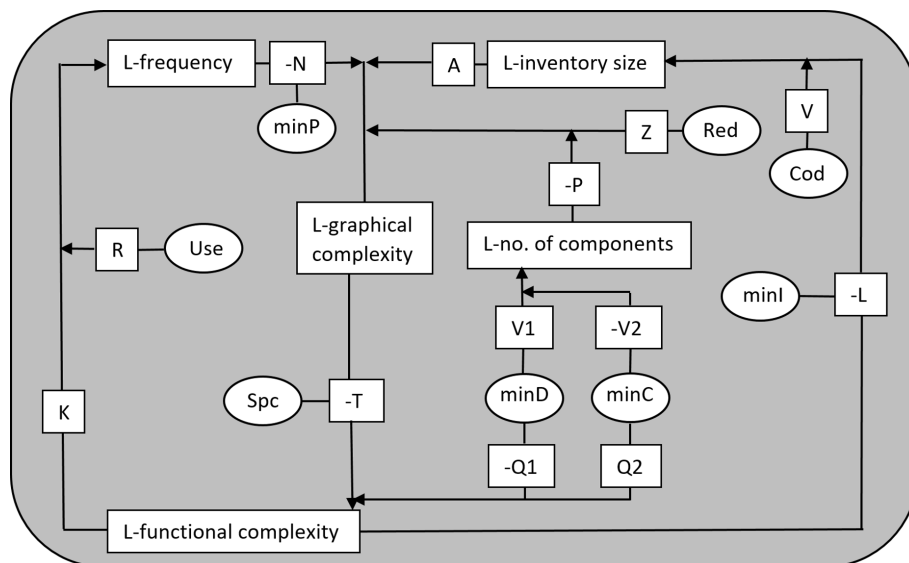 L-frequency
-N
A
L-inventory size
minP
Z
Red
V
Cod
-P
L-graphical
complexity
L-no. of components
R
Use
minI
-L
V1
-V2
Spc
-T
minD
minC
K
-Q1
Q2
L-functional complexity